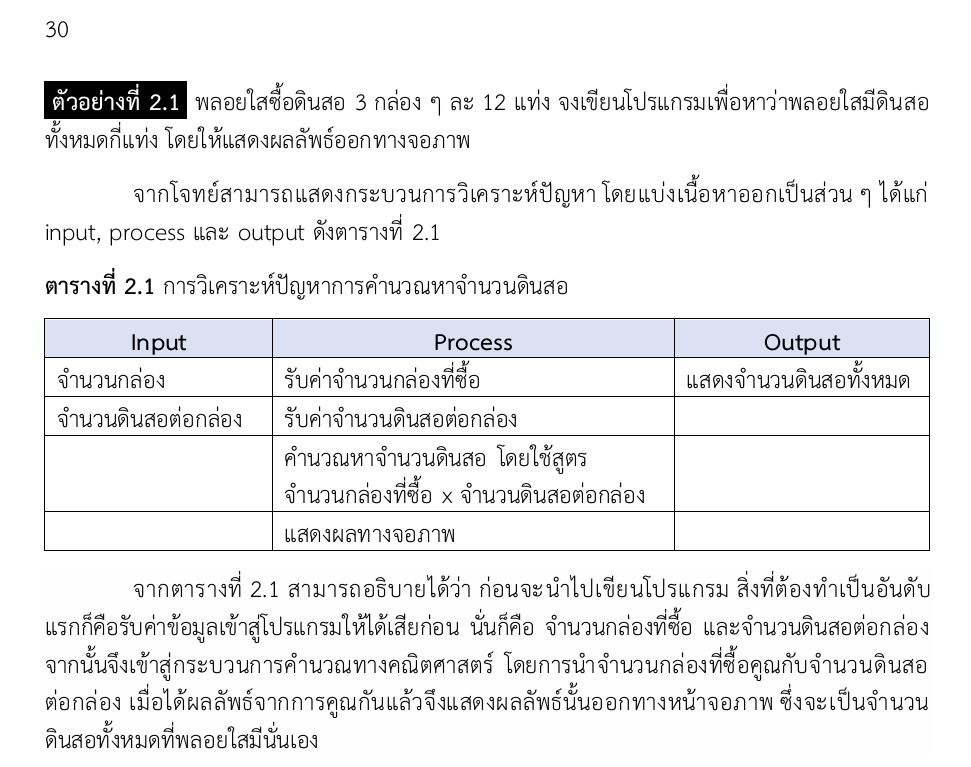 30
ตัวอย่างที่ 2.1 พลอยใสซื้อดินสอ 3 กล่อง ๆ ละ 12 แท่ง จงเขียนโปรแกรมเพื่อหาว่าพลอยใสมีดินสอ
ทั้งหมดกี่แท่ง โดยให้แสดงผลลัพธ์ออกทางจอภาพ
จากโจทย์สามารถแสดงกระบวนการวิเคราะห์ปัญหา โดยแบ่งเนื้อหาออกเป็นส่วน ๆ ได้แก่
input, process และ output ดังตารางที่ 2.1
ตารางที่ 2.1 การวิเคราะห์ปัญหาการคำนวณหาจำนวนดินสอ
Input Process Output
จำนวนกล่อง รับค่าจำนวนกล่องที่ซื้อ แสดงจำนวนดินสอทั้งหมด
จำนวนดินสอต่อกล่อง รับค่าจำนวนดินสอต่อกล่อง
คำนวณหาจำนวนดินสอ โดยใช้สูตร
จำนวนกล่องที่ซื้อ x จำนวนดินสอต่อกล่อง
แสดงผลทางจอภาพ
จากตารางที่ 2.1 สามารถอธิบายได้ว่า ก่อนจะนำไปเขียนโปรแกรม สิ่งที่ต้องทำเป็นอันดับ
แรกก็คือรับค่าข้อมูลเข้าสู่โปรแกรมให้ได้เสียก่อน นั่นก็คือ จำนวนกล่องที่ซื้อ และจำนวนดินสอต่อกล่อง
จากนั้นจึงเข้าสู่กระบวนการคำนวณทางคณิตศาสตร์ โดยการนำจำนวนกล่องที่ซื้อคูณกับจำนวนดินสอ
ต่อกล่อง เมื่อได้ผลลัพธ์จากการคูณกันแล้วจึงแสดงผลลัพธ์นั้นออกทางหน้าจอภาพ ซึ่งจะเป็นจำนวน
ดินสอทั้งหมดที่พลอยใสมีนั่นเอง